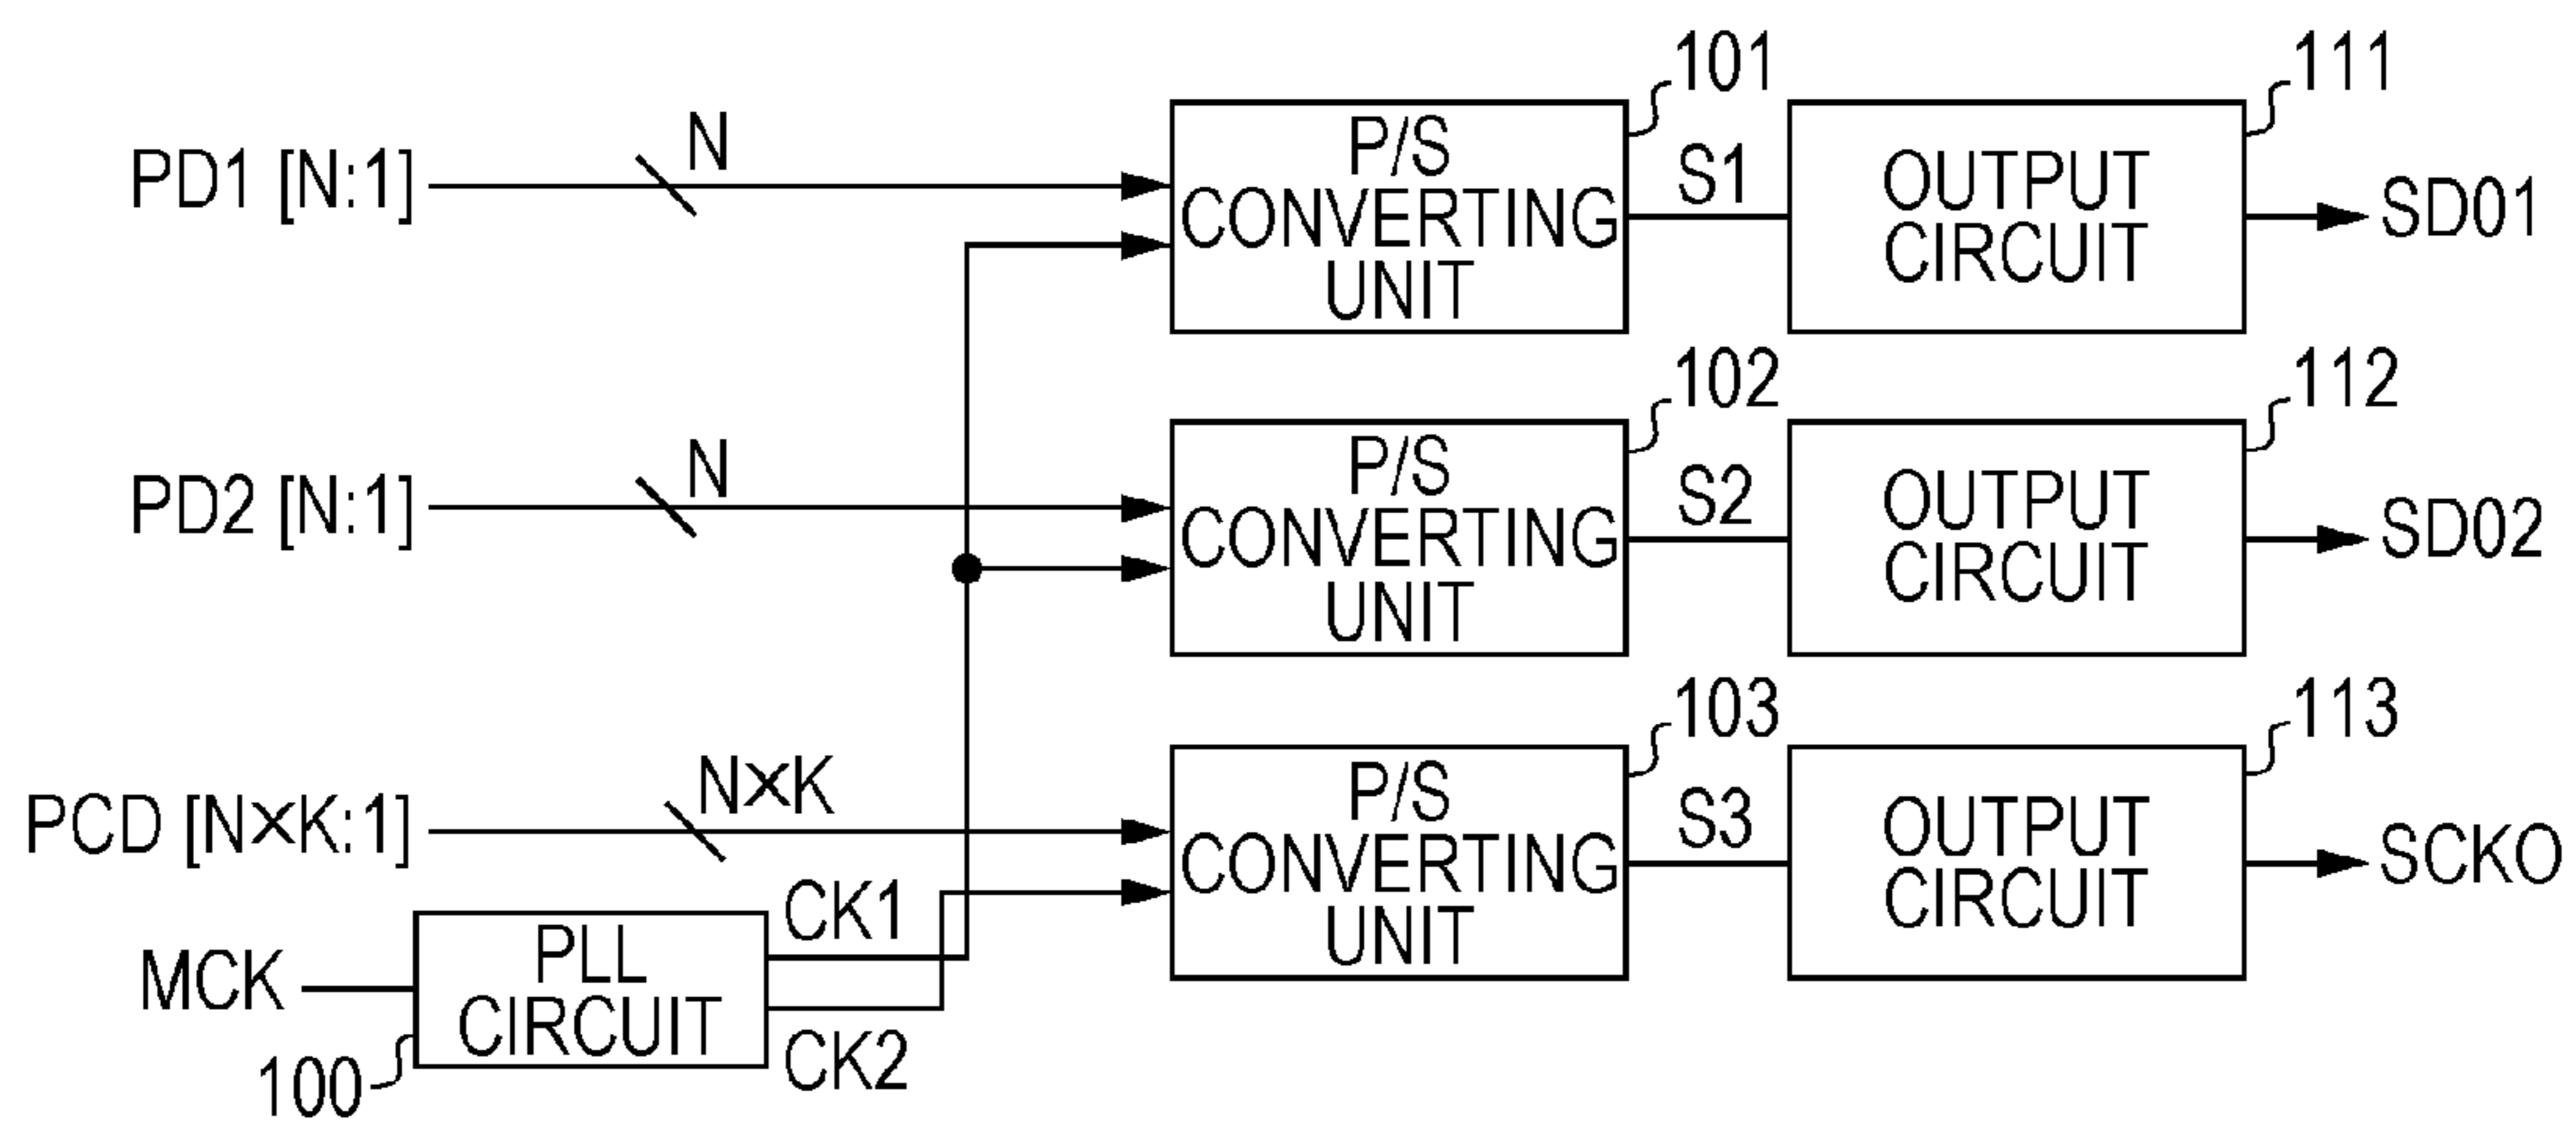 PD1 [N:1]
N
P/S
CONVERTING
UNIT
101
S1
OUTPUT
CIRCUIT
111
SD01
PD2 [N:1]
N
P/S
CONVERTING
UNIT
102
S2
OUTPUT
CIRCUIT
112
SD02
PCD [N×K:1]
N×K
P/S
CONVERTING
UNIT
103
S3
OUTPUT
CIRCUIT
113
SCKO
MCK
PLL
CIRCUIT
100
CK1
CK2